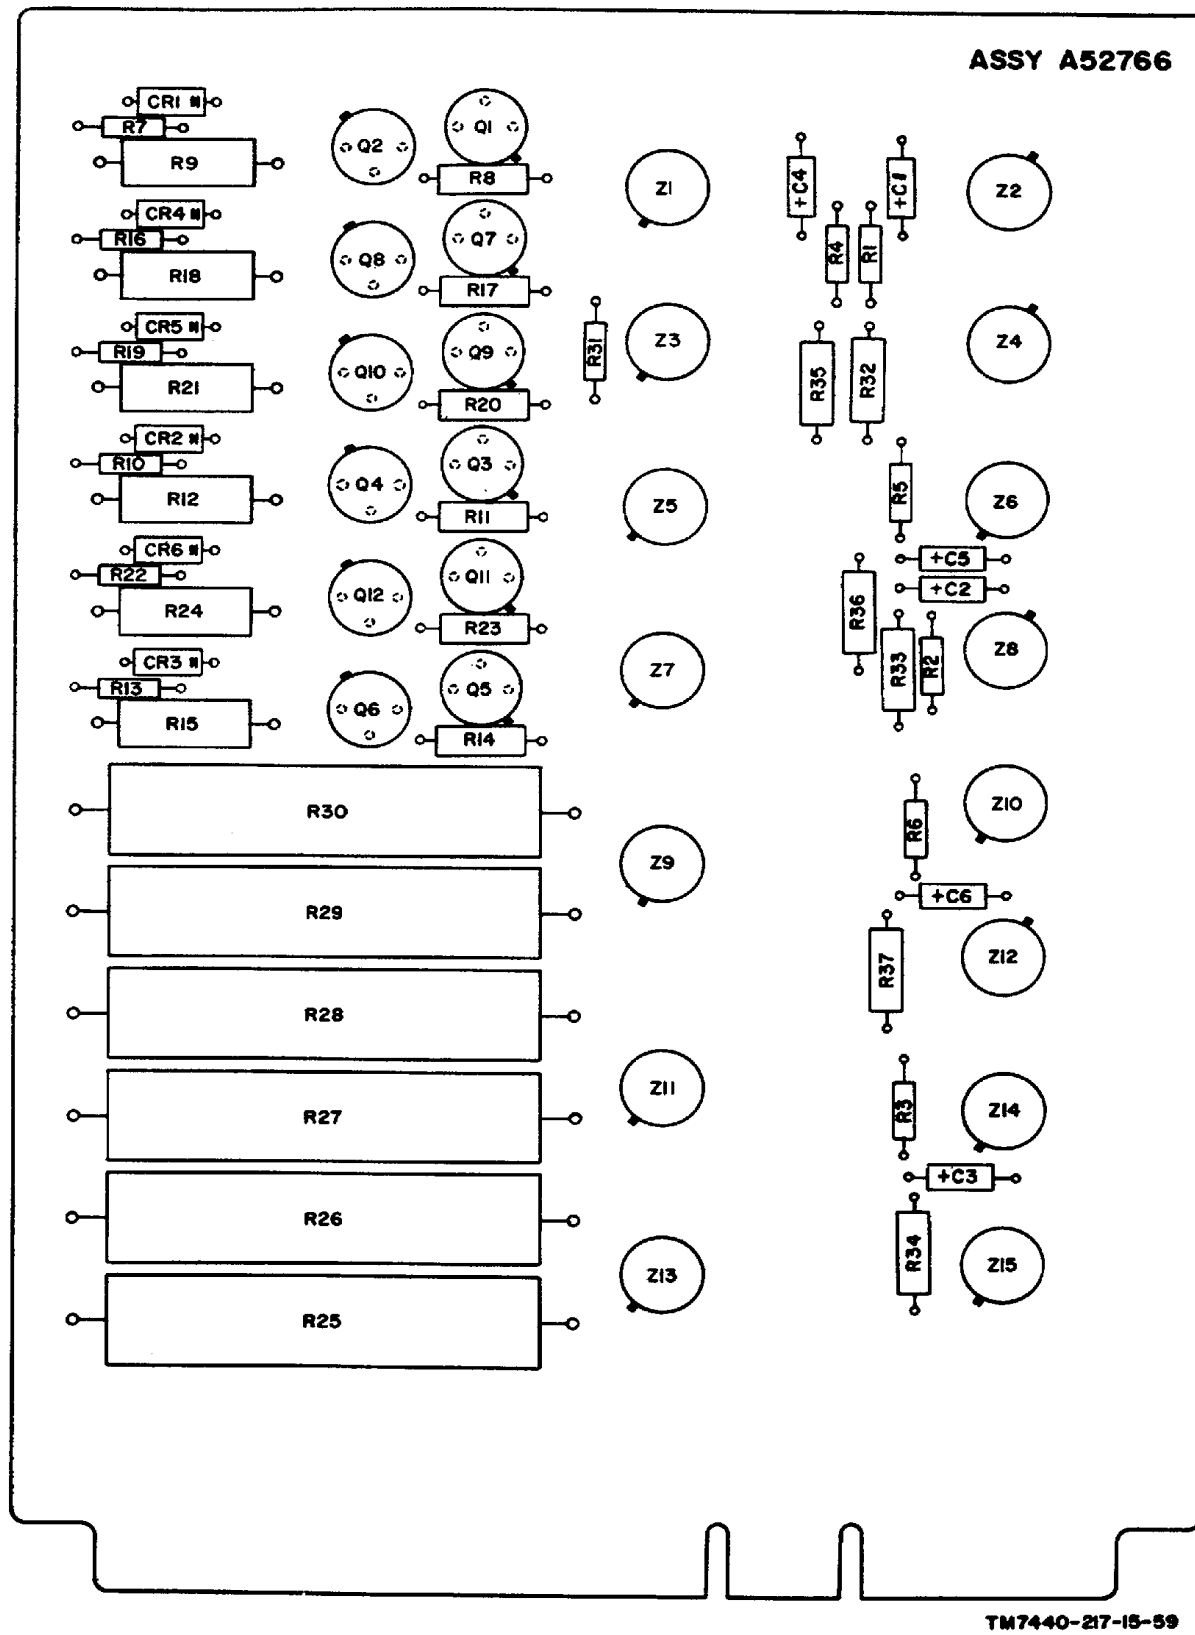 ASSY A52766
CR1
R7
R9
Q2
Q1
R8
Z1
+C4
+C1
Z2
R4
R1
CR4
R16
R18
Q8
Q7
R17
R31
Z3
R35
R32
Z4
CR5
R19
R21
Q10
Q9
R20
CR2
R10
R12
Q4
Q3
R11
Z5
R5
Z6
+C5
+C2
CR6
R22
R24
Q12
Q11
R23
R36
R33
R2
Z8
CR3
R13
R15
Q6
Q5
R14
Z7
R30
Z9
R6
Z10
+C6
R29
R37
Z12
R28
R27
Z11
R3
Z14
+C3
R26
R34
Z13
Z15
R25
TM7440-217-15-59